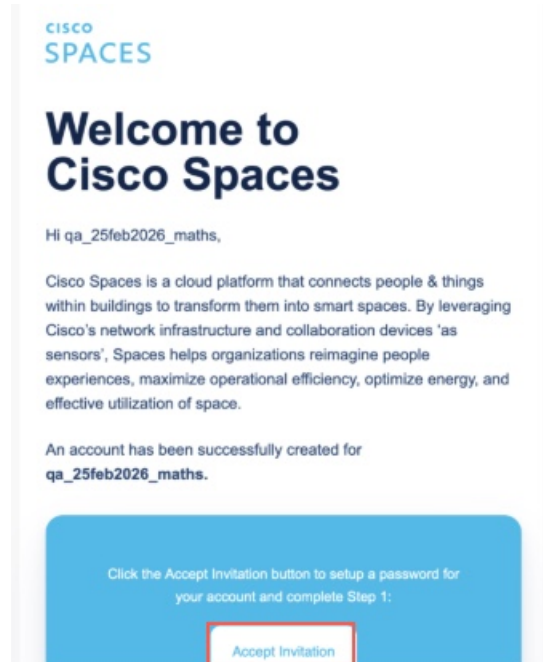 CISCO
SPACES
Welcome to
Cisco Spaces
Hi qa_25feb2026_maths,
Cisco Spaces is a cloud platform that connects people & things
within buildings to transform them into smart spaces. By leveraging
Cisco's network infrastructure and collaboration devices 'as
sensors', Spaces helps organizations reimagine people
experiences, maximize operational efficiency, optimize energy, and
effective utilization of space.
An account has been successfully created for
qa_25feb2026_maths.
Click the Accept Invitation button to setup a password for
your account and complete Step 1:
Accept Invitation